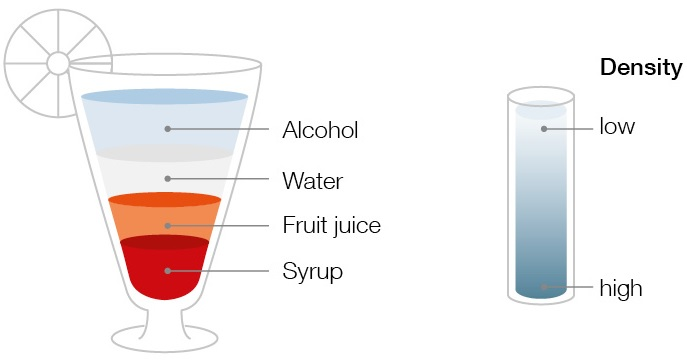 Alcohol
Water
Fruit juice
Syrup
Density
low
high